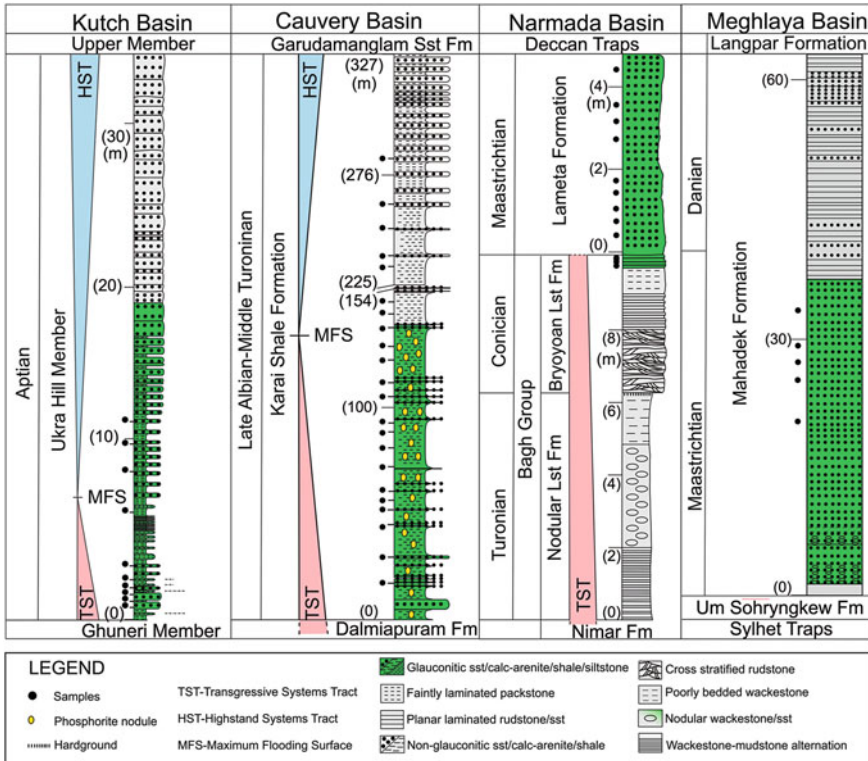 Kutch Basin
Upper Member
Aptian
Ukra Hill Member
HST
(30)
(m)
(20)
(10)
MFS
TST
(0)
Ghuneri Member
Cauvery Basin
Garudamanglam Sst Fm
Late Albian-Middle Turoninan
Karai Shale Formation
HST
(327)
(m)
(276)
(225)
(154)
MFS
(100)
TST
(0)
Dalmiapuram Fm
Narmada Basin
Deccan Traps
Maastrichtian
Lameta Formation
(4)
(m)
(2)
(0)
Conician
Bryoyoan Lst Fm
(8)
(m)
Bagh Group
Turonian
Nodular Lst Fm
(6)
(4)
(2)
TST
(0)
Nimar Fm
Meghlaya Basin
Langpar Formation
Danian
(60)
Mahadek Formation
(30)
Maastrichtian
(0)
Um Sohryngkew Fm
Sylhet Traps
LEGEND
Samples
Phosphorite nodule
Hardground
TST-Transgressive Systems Tract
HST-Highstand Systems Tract
MFS-Maximum Flooding Surface
Glauconitic sst/calc-arenite/shale/siltstone
Faintly laminated packstone
Planar laminated rudstone/sst
Non-glauconitic sst/calc-arenite/shale
Cross stratified rudstone
Poorly bedded wackestone
Nodular wackestone/sst
Wackestone-mudstone alternation